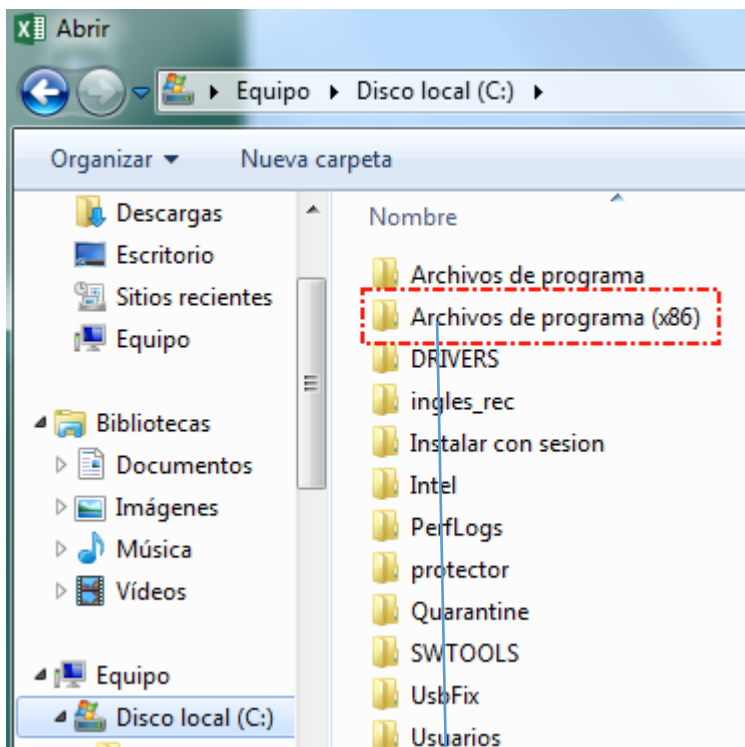 Abrir
Equipo Disco local (C:)
Organizar Nueva carpeta
Descargas
Escritorio
Sitios recientes
Equipo
Bibliotecas
Documentos
Imágenes
Música
Vídeos
Equipo
Disco local (C:)
Nombre
Archivos de programa
Archivos de programa (x86)
DRIVERS
ingles_rec
Instalar con sesion
Intel
PerfLogs
protector
Quarantine
SWTOOLS
UsbFix
Usuarios